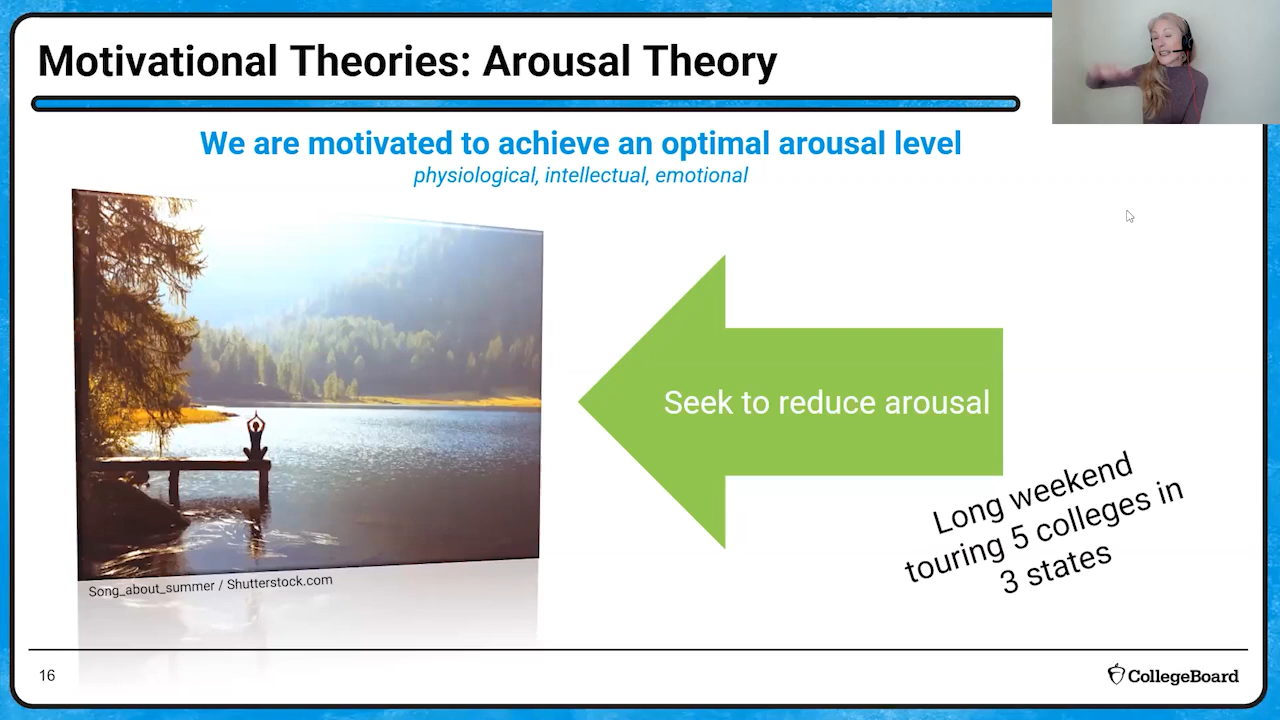 Motivational Theories: Arousal Theory
We are motivated to achieve an optimal arousal level
physiological, intellectual, emotional
Seek to reduce arousal
Long weekend
touring 5 colleges in
3 states
Song_about_summer / Shutterstock.com
16
CollegeBoard